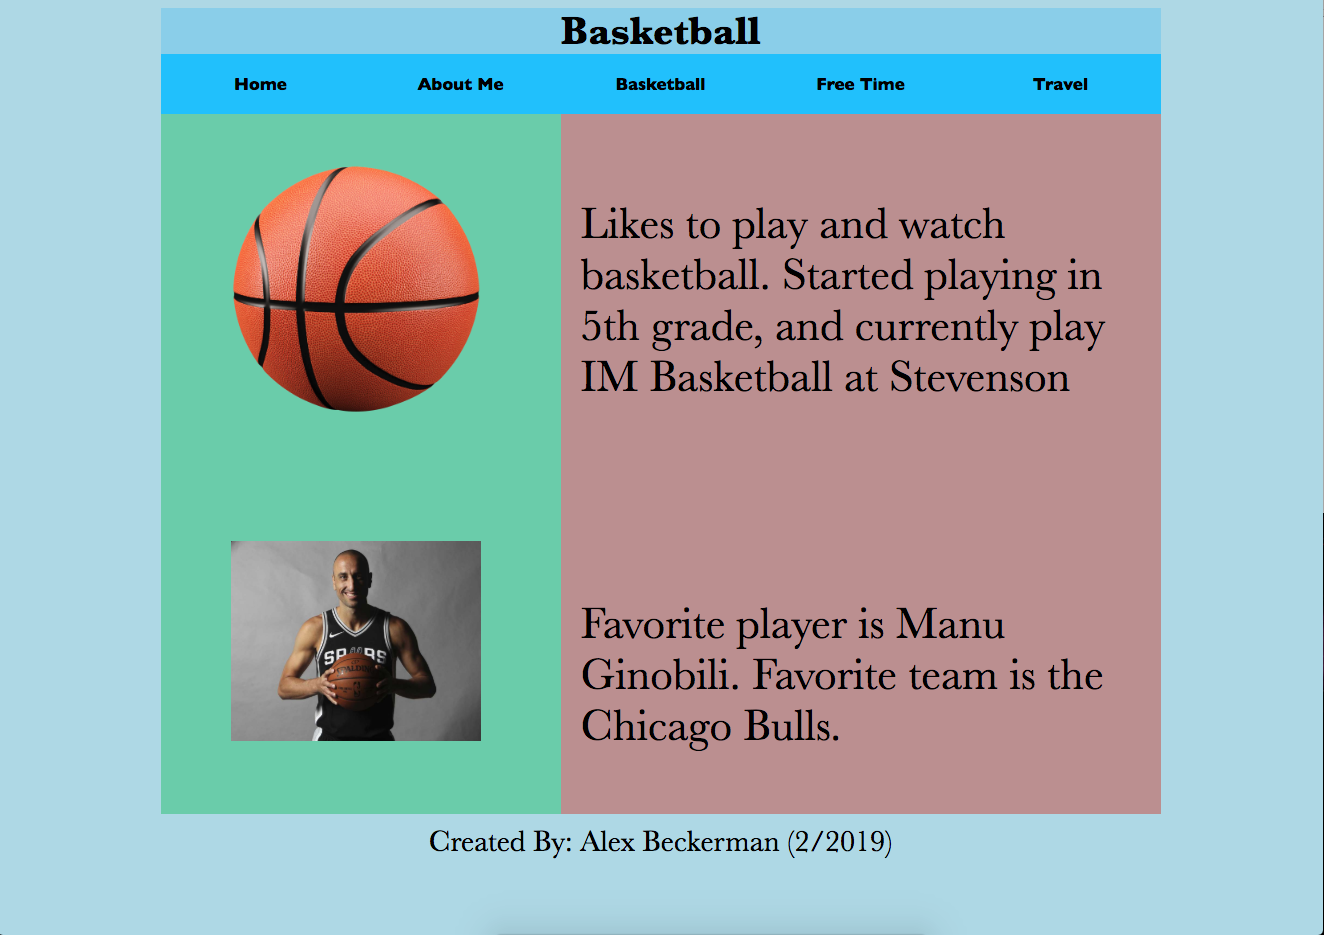 Basketball
Home About Me Basketball Free Time Travel
Likes to play and watch
basketball. Started playing in
5th grade, and currently play
IM Basketball at Stevenson
SPURS
SPALDING
Favorite player is Manu
Ginobili. Favorite team is the
Chicago Bulls.
Created By: Alex Beckerman (2/2019)